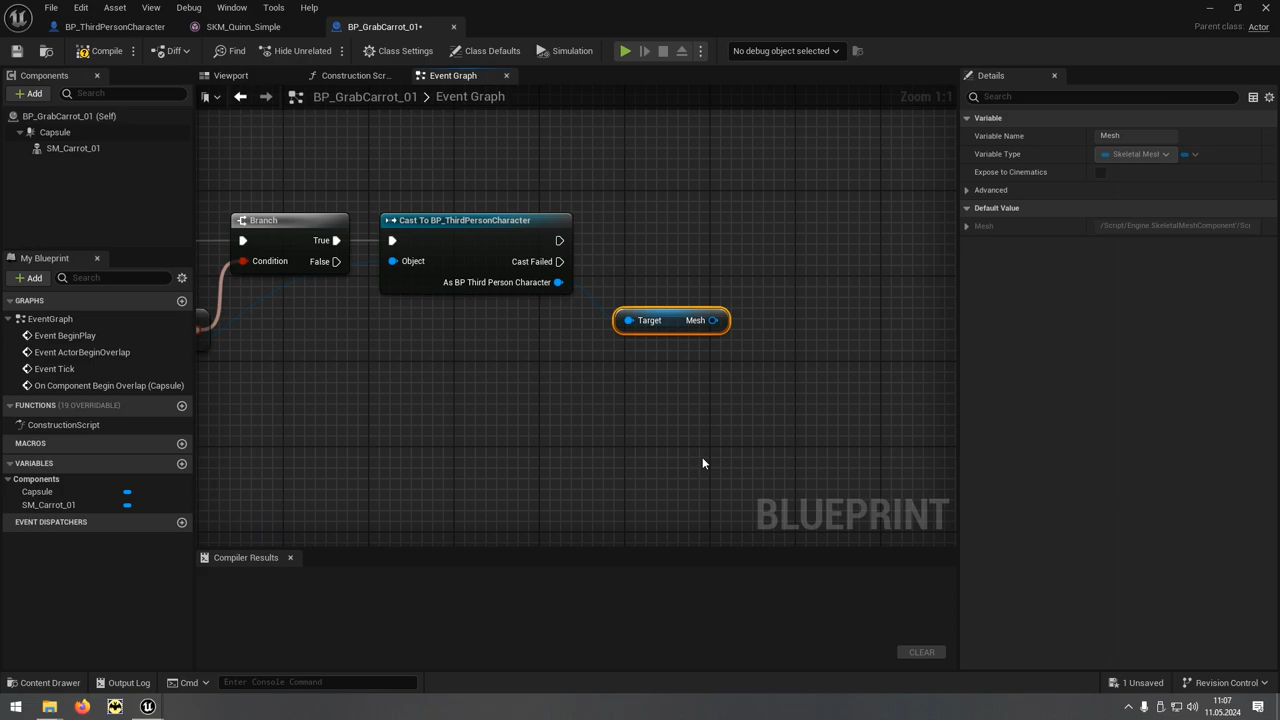 File Edit Asset View Debug Window Tools Help
BP_ThirdPersonCharacter
SKM_Quinn_Simple
BP_GrabCarrot_01•
Parent class: Actor
Compile
Diff
Find
Hide Unrelated
Class Settings
Class Defaults
Simulation
No debug object selected
Components
Viewport
Construction Scr...
Event Graph
Details
Add
Search
BP_GrabCarrot_01 > Event Graph
Zoom 1:1
Search
BP_GrabCarrot_01 (Self)
Capsule
SM_Carrot_01
Variable
Variable Name
Mesh
Variable Type
Skeletal Mesh
Expose to Cinematics
Advanced
Default Value
Mesh
/Script/Engine.SkeletalMeshComponent'/Scr
Branch
True
Condition
False
Cast To BP_ThirdPersonCharacter
Object
Cast Failed
As BP Third Person Character
Target
Mesh
My Blueprint
Add
Search
GRAPHS
EventGraph
Event BeginPlay
Event ActorBeginOverlap
Event Tick
On Component Begin Overlap (Capsule)
FUNCTIONS (19 OVERRIDABLE)
ConstructionScript
MACROS
VARIABLES
Components
Capsule
SM_Carrot_01
EVENT DISPATCHERS
BLUEPRINT
Compiler Results
CLEAR
Content Drawer
Output Log
Cmd
Enter Console Command
1 Unsaved
Revision Control
11:07
11.05.2024